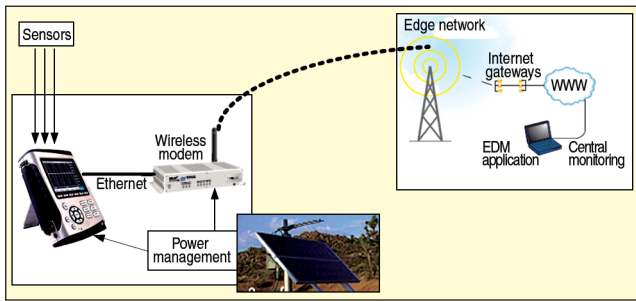 Sensors
Edge network
Internet
gateways
WWW
EDM
application
Central
monitoring
Wireless
modem
Ethernet
Power
management